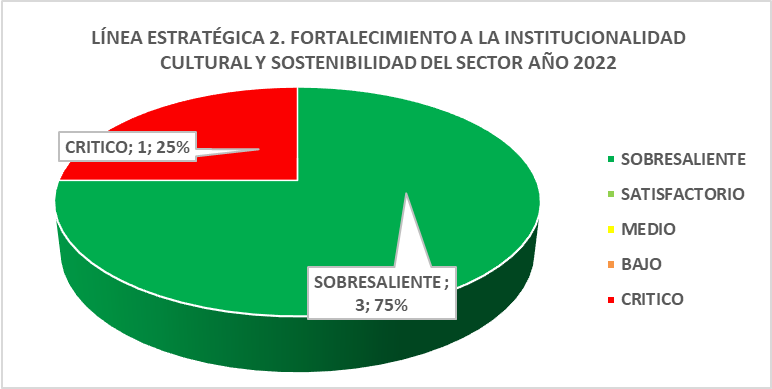 LÍNEA ESTRATÉGICA 2. FORTALECIMIENTO A LA INSTITUCIONALIDAD
CULTURAL Y SOSTENIBILIDAD DEL SECTOR AÑO 2022
CRITICO; 1; 25%
SOBRESALIENTE ;
3; 75%
SOBRESALIENTE
SATISFACTORIO
MEDIO
BAJO
CRITICO